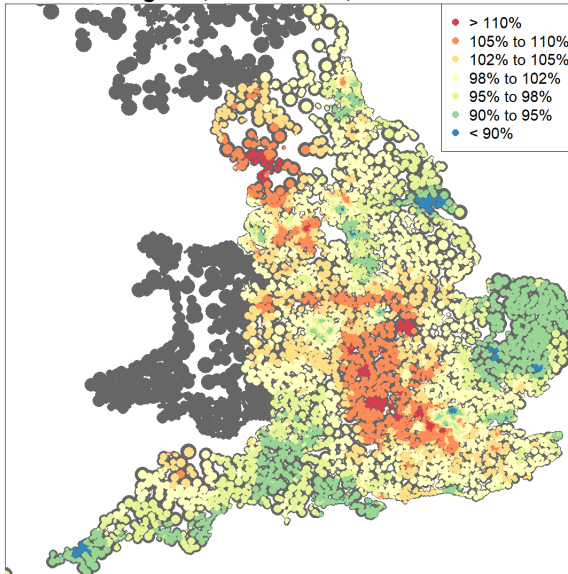 > 110%
105% to 110%
102% to 105%
98% to 102%
95% to 98%
90% to 95%
< 90%